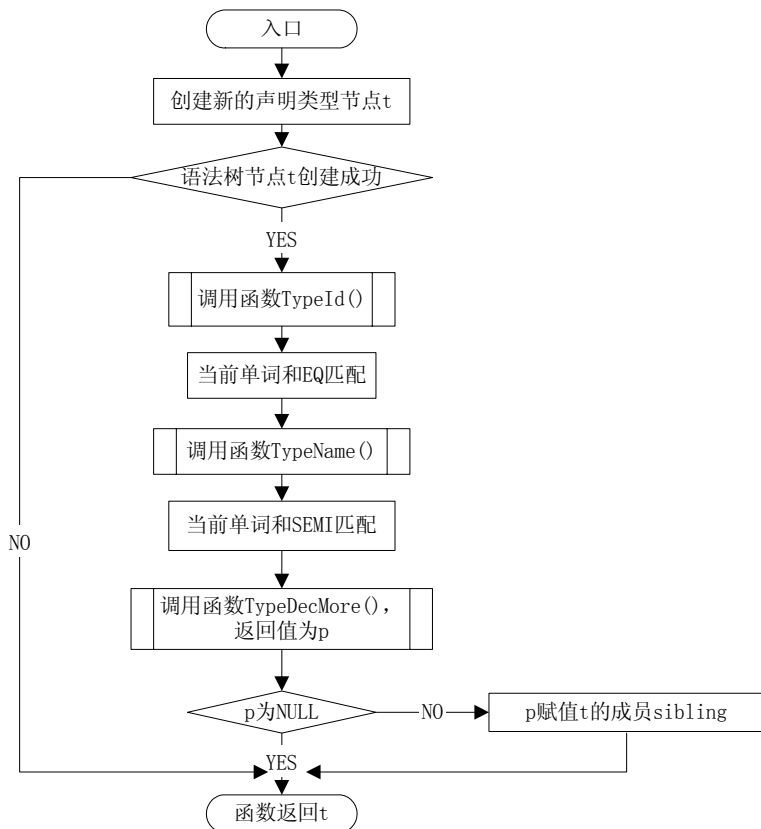 入口
创建新的声明类型节点t
语法树节点t创建成功
YES
调用函数TypeId()
当前单词和EQ匹配
调用函数TypeName()
当前单词和SEMI匹配
NO
调用函数TypeDecMore(),
返回值为p
p为NULL
NO
p赋值t的成员sibling
YES
函数返回t